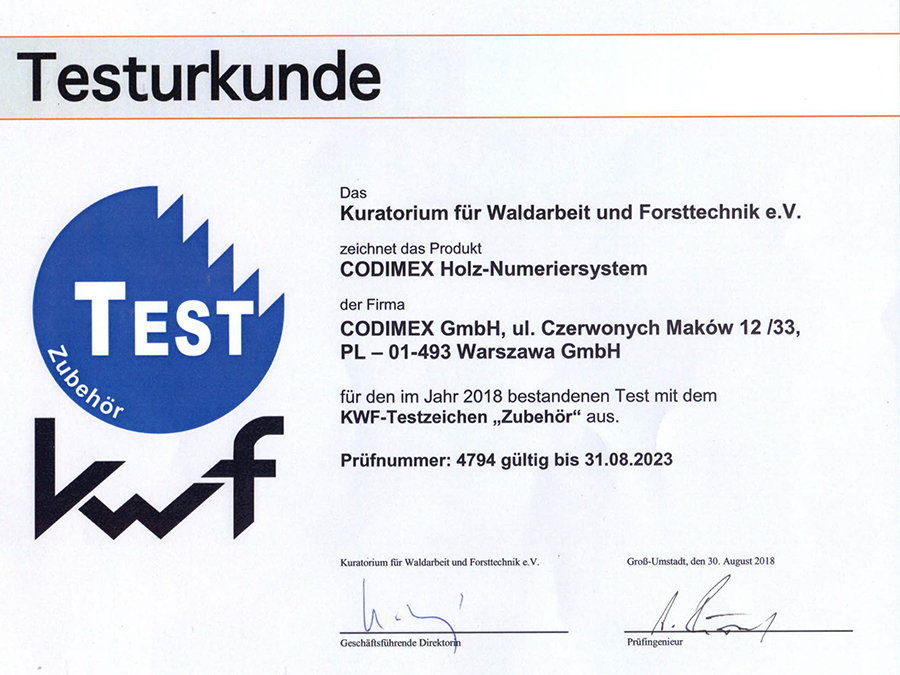 Testurkunde
TEST
Zubehör
kwf
Das
Kuratorium für Waldarbeit und Forsttechnik e.V.
zeichnet das Produkt
CODIMEX Holz-Numeriersystem
der Firma
CODIMEX GmbH, ul. Czerwonych Maków 12 /33,
PL – 01-493 Warszawa GmbH
für den im Jahr 2018 bestandenen Test mit dem
KWF-Testzeichen „Zubehör“ aus.
Prüfnummer: 4794 gültig bis 31.08.2023
Kuratorium für Waldarbeit und Forsttechnik e.V.
Groß-Umstadt, den 30. August 2018
Geschäftsführende Direktorin
Prüfingenieur